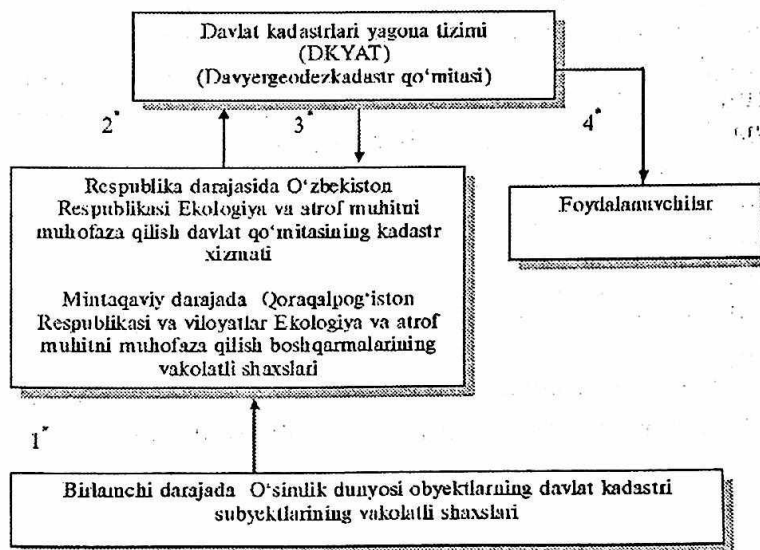 Davlat kadastrlari yagona tizimi
(DKYAT)
(Davyergeodezkadastr qo‘mitasi)
2*
3*
4*
Respublika darajasida O‘zbekiston
Respublikasi Ekologiya va atrof muhitni
muhofaza qilish davlat qo‘mitasining kadastr
xizmati
Foydalanuvchilar
Mintaqaviy darajada Qoraqalpog‘iston
Respublikasi va viloyatlar Ekologiya va atrof
muhitni muhofaza qilish boshqarmalarining
vakolatli shaxslari
1*
Birlamchi darajada O‘simlik dunyosi obyektlarning davlat kadastri
subyektlarining vakolatli shaxslari